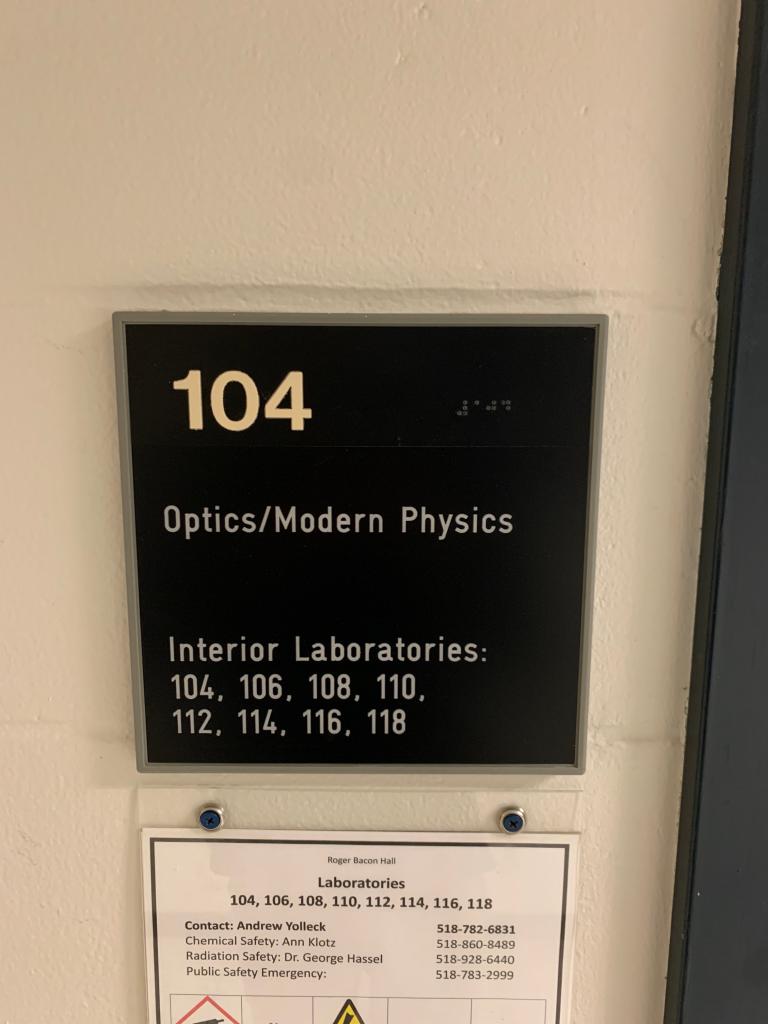 104
Optics/Modern Physics
Interior Laboratories:
104, 106, 108, 110,
112, 114, 116, 118
Roger Bacon Hall
Laboratories
104, 106, 108, 110, 112, 114, 116, 118
Contact: Andrew Yolleck 518-782-6831
Chemical Safety: Ann Klotz 518-860-8489
Radiation Safety: Dr. George Hassel 518-928-6440
Public Safety Emergency: 518-783-2999